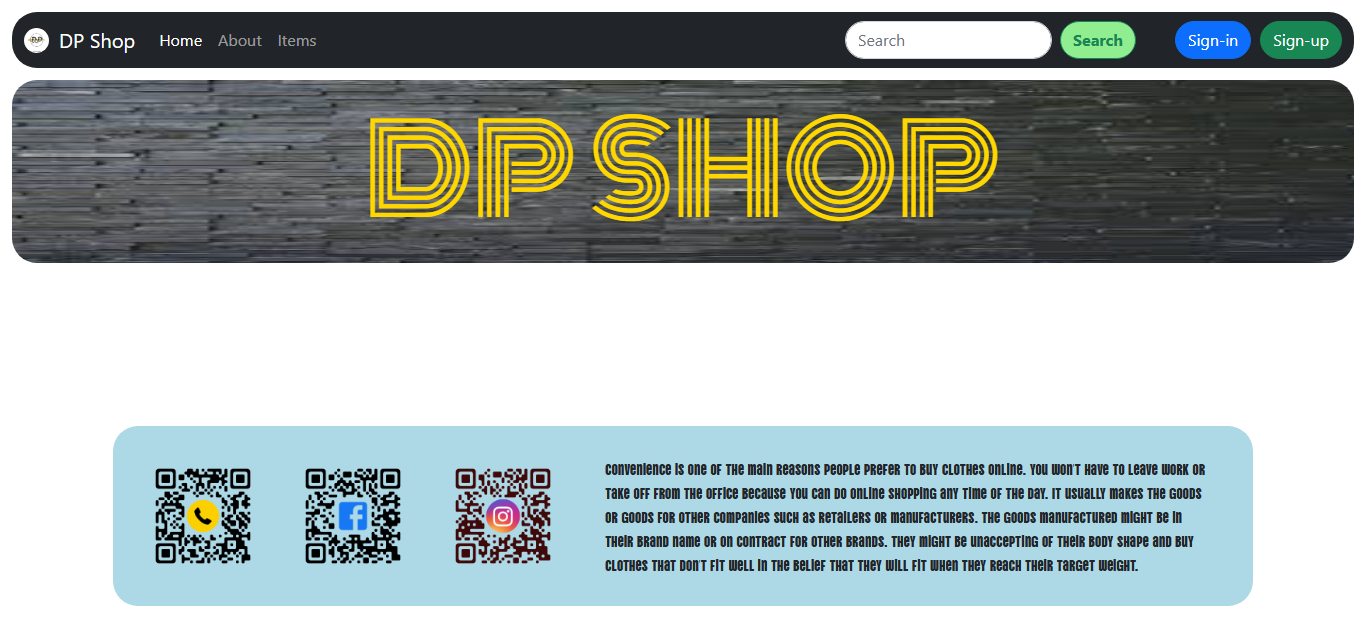 DP Shop Home About Items Search Search Sign-in Sign-up
DP SHOP
Convenience is one of the main reasons people prefer to buy clothes online. You won't have to leave work or
take off from the office because you can do online shopping any time of the day. It usually makes the goods
or goods for other companies such as retailers or manufacturers. The goods manufactured might be in
their brand name or on contract for other brands. They might be unaccepting of their body shape and buy
clothes that don't fit well in the belief that they will fit when they reach their target weight.